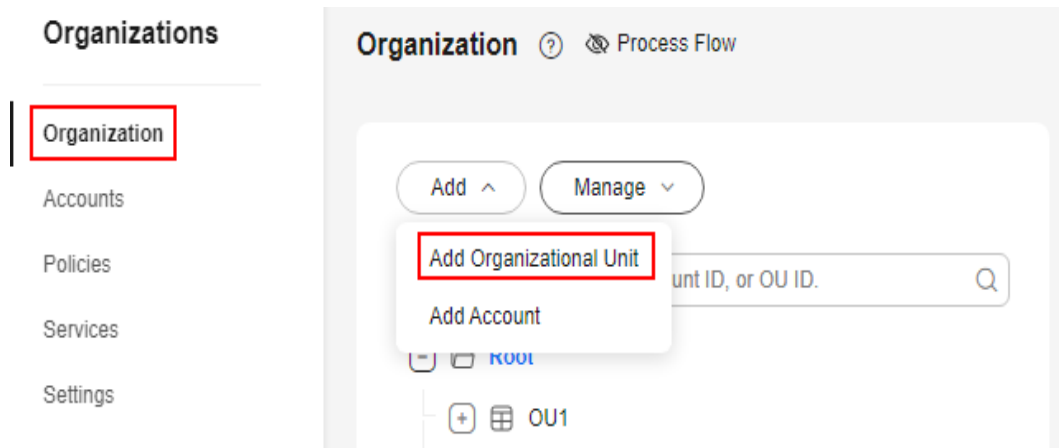 Organizations
Organization
Accounts
Policies
Services
Settings
Organization ? Process Flow
Add Manage
Add Organizational Unit
unt ID, or OU ID.
Add Account
Root
OU1